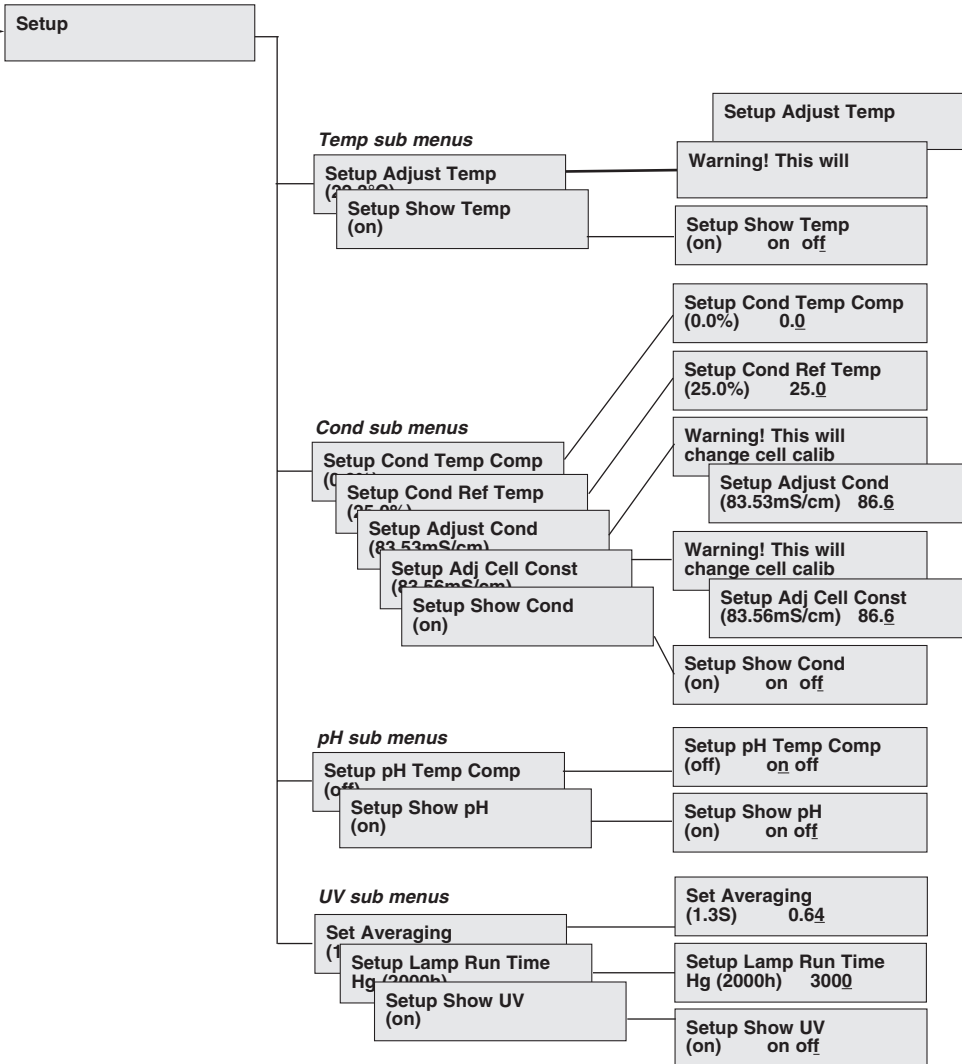 Setup
Setup Adjust Temp
Temp sub menus
Warning! This will
Setup Adjust Temp
Setup Show Temp
(on)
Setup Show Temp
(on) on off
Setup Cond Temp Comp
(0.0%) 0.0
Setup Cond Ref Temp
(25.0%) 25.0
Cond sub menus
Warning! This will
change cell calib
Setup Cond Temp Comp
Setup Adjust Cond
(83.53mS/cm) 86.6
Setup Cond Ref Temp
(25.0%)
Setup Adjust Cond
(83.53mS/cm)
Warning! This will
change cell calib
Setup Adj Cell Const
(83.56mS/cm)
Setup Adj Cell Const
(83.56mS/cm) 86.6
Setup Show Cond
(on)
Setup Show Cond
(on) on off
pH sub menus
Setup pH Temp Comp
(off) on off
Setup pH Temp Comp
(off)
Setup Show pH
(on)
Setup Show pH
(on) on off
UV sub menus
Set Averaging
(1.3S) 0.64
Set Averaging
Setup Lamp Run Time
Hg (2000h)
Setup Lamp Run Time
Hg (2000h) 3000
Setup Show UV
(on)
Setup Show UV
(on) on off